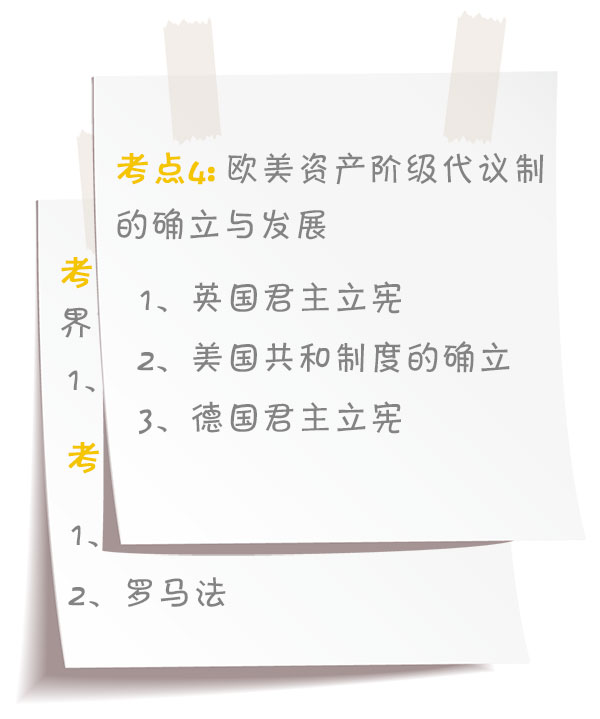 考点4: 欧美资产阶级代议制
的确立与发展
1、英国君主立宪
2、美国共和制度的确立
3、德国君主立宪
考
界
1、
考
1、
2、罗马法